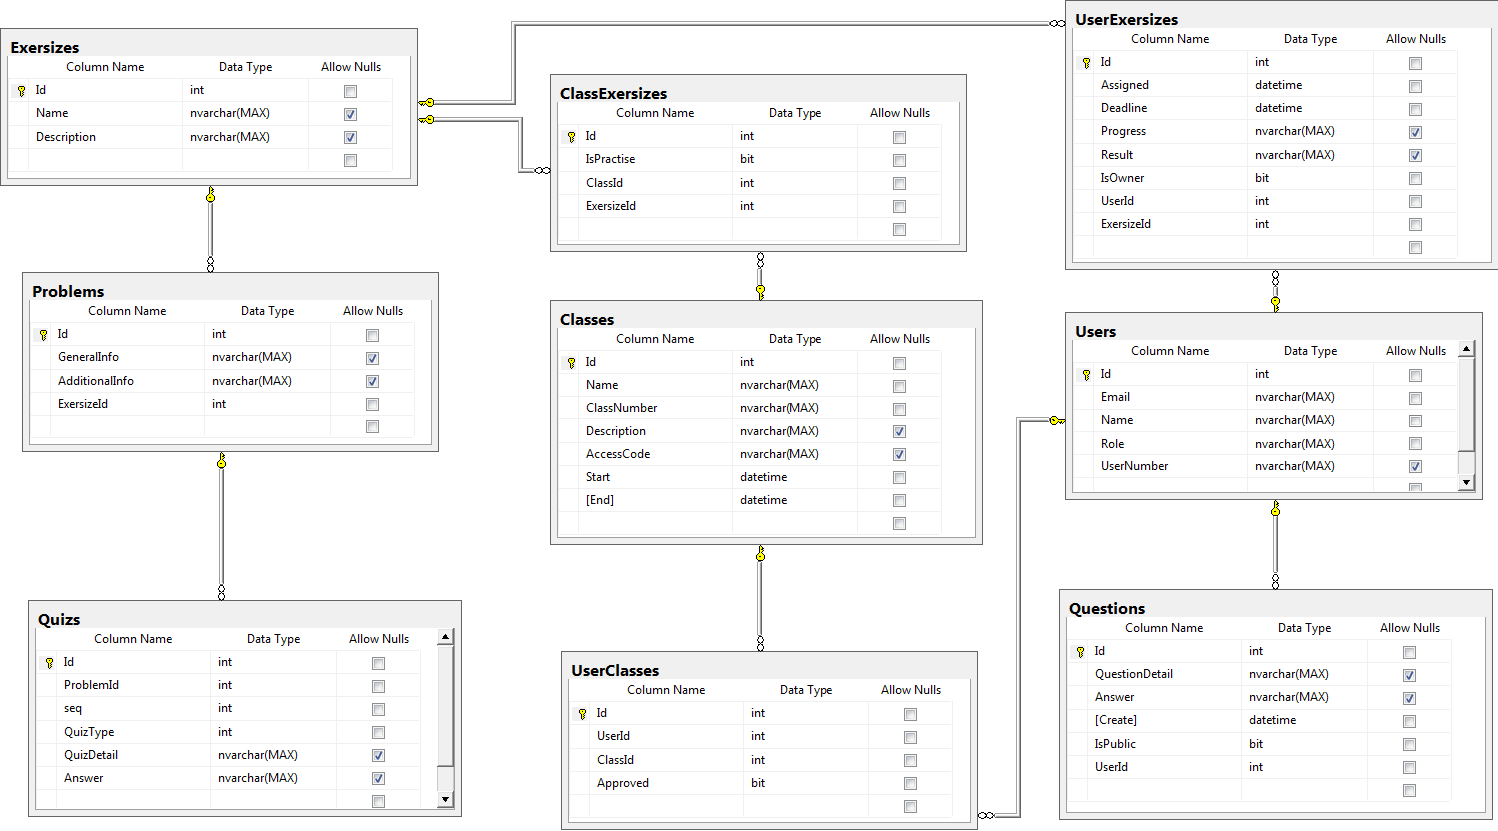 Exersizes
Column Name Data Type Allow Nulls
Id int
Name nvarchar(MAX)
Description nvarchar(MAX)
ClassExersizes
Column Name Data Type Allow Nulls
Id int
IsPractise bit
ClassId int
ExersizeId int
UserExersizes
Column Name Data Type Allow Nulls
Id int
Assigned datetime
Deadline datetime
Progress nvarchar(MAX)
Result nvarchar(MAX)
IsOwner bit
UserId int
ExersizeId int
Problems
Column Name Data Type Allow Nulls
Id int
GeneralInfo nvarchar(MAX)
AdditionalInfo nvarchar(MAX)
ExersizeId int
Classes
Column Name Data Type Allow Nulls
Id int
Name nvarchar(MAX)
ClassNumber nvarchar(MAX)
Description nvarchar(MAX)
AccessCode nvarchar(MAX)
Start datetime
[End] datetime
Users
Column Name Data Type Allow Nulls
Id int
Email nvarchar(MAX)
Name nvarchar(MAX)
Role nvarchar(MAX)
UserNumber nvarchar(MAX)
Quizs
Column Name Data Type Allow Nulls
Id int
ProblemId int
seq int
QuizType int
QuizDetail nvarchar(MAX)
Answer nvarchar(MAX)
UserClasses
Column Name Data Type Allow Nulls
Id int
UserId int
ClassId int
Approved bit
Questions
Column Name Data Type Allow Nulls
Id int
QuestionDetail nvarchar(MAX)
Answer nvarchar(MAX)
[Create] datetime
IsPublic bit
UserId int